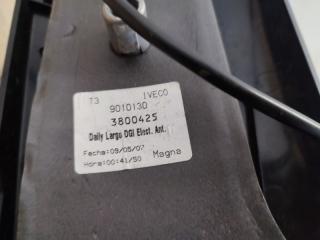 T3 IVECO
9010130
3800425
Daily Largo DGI Elect. Ant.
Fecha:09/05/07
Hora:00:41/50 Magna